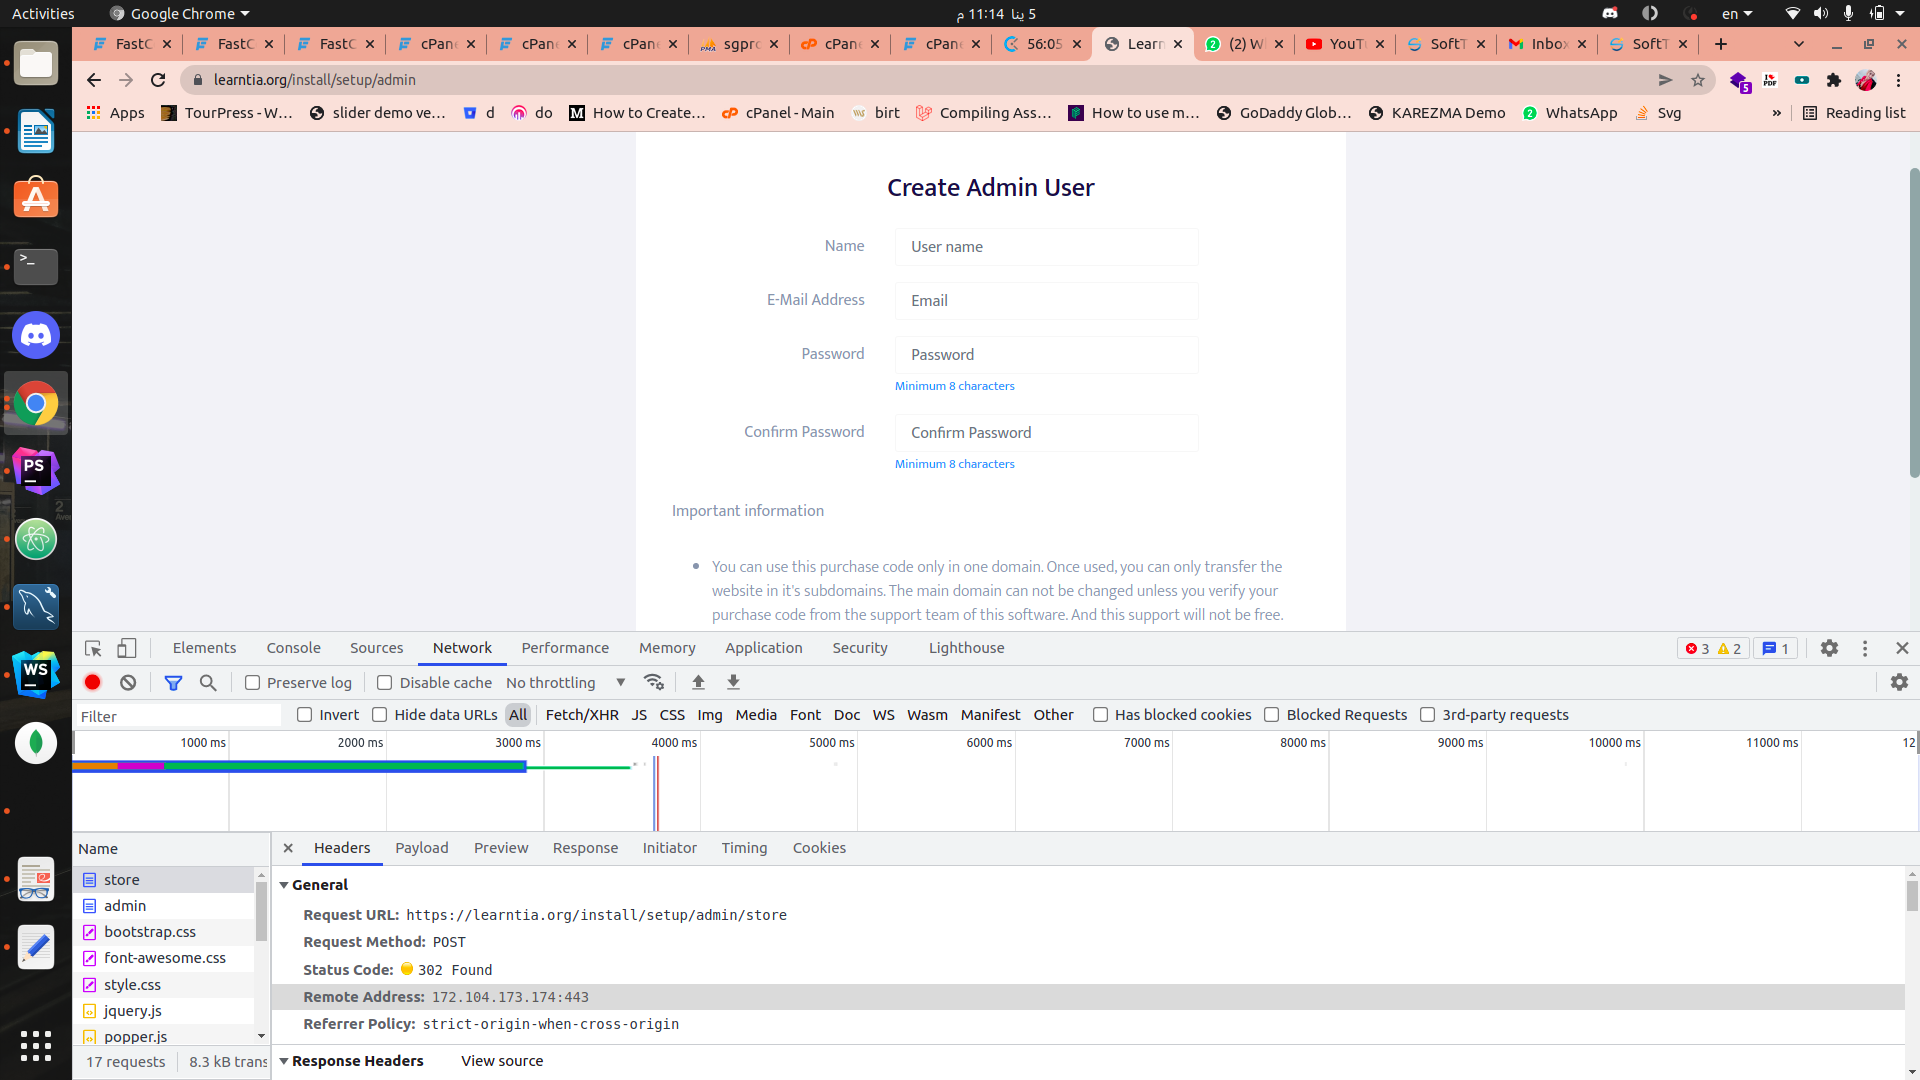 Activities Google Chrome 5 ينا 11:14 م en
FastC FastC FastC cPane cPane cPane sgpro cPane cPane 56:05 Learn (2) W YouTu SoftT Inbox SoftT
learntia.org/install/setup/admin
5
Apps TourPress - W... slider demo ve... d do How to Create... cPanel - Main birt Compiling Ass... How to use m... GoDaddy Glob... KAREZMA Demo WhatsApp Svg » Reading list
Create Admin User
Name User name
E-Mail Address Email
Password Password
Minimum 8 characters
Confirm Password Confirm Password
Minimum 8 characters
Important information
You can use this purchase code only in one domain. Once used, you can only transfer the
website in it's subdomains. The main domain can not be changed unless you verify your
purchase code from the support team of this software. And this support will not be free.
Elements Console Sources Network Performance Memory Application Security Lighthouse 3 2 1
Preserve log Disable cache No throttling
Filter Invert Hide data URLs All Fetch/XHR JS CSS Img Media Font Doc WS Wasm Manifest Other Has blocked cookies Blocked Requests 3rd-party requests
1000 ms 2000 ms 3000 ms 4000 ms 5000 ms 6000 ms 7000 ms 8000 ms 9000 ms 10000 ms 11000 ms 12
Name Headers Payload Preview Response Initiator Timing Cookies
store
admin
bootstrap.css
font-awesome.css
style.css
jquery.js
popper.js
17 requests 8.3 kB trans
General
Request URL: https://learntia.org/install/setup/admin/store
Request Method: POST
Status Code: 302 Found
Remote Address: 172.104.173.174:443
Referrer Policy: strict-origin-when-cross-origin
Response Headers View source
PS
WS